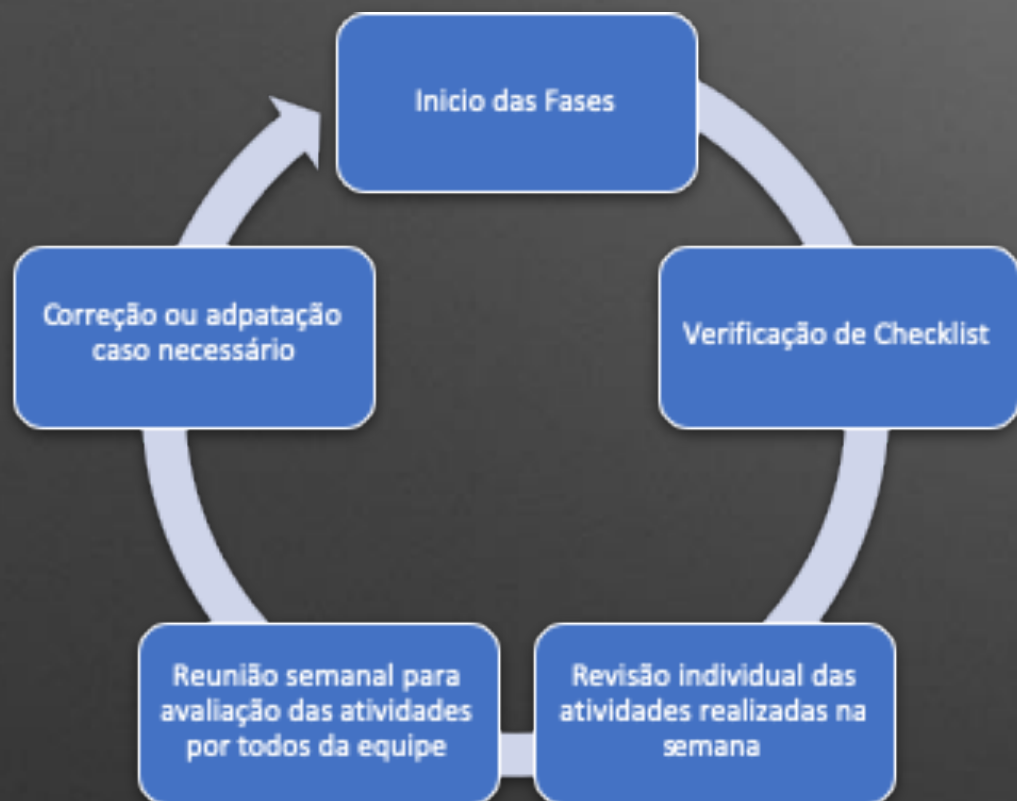 Inicio das Fases
Verificação de Checklist
Revisão individual das
atividades realizadas na
semana
Reunião semanal para
avaliação das atividades
por todos da equipe
Correção ou adpatação
caso necessário